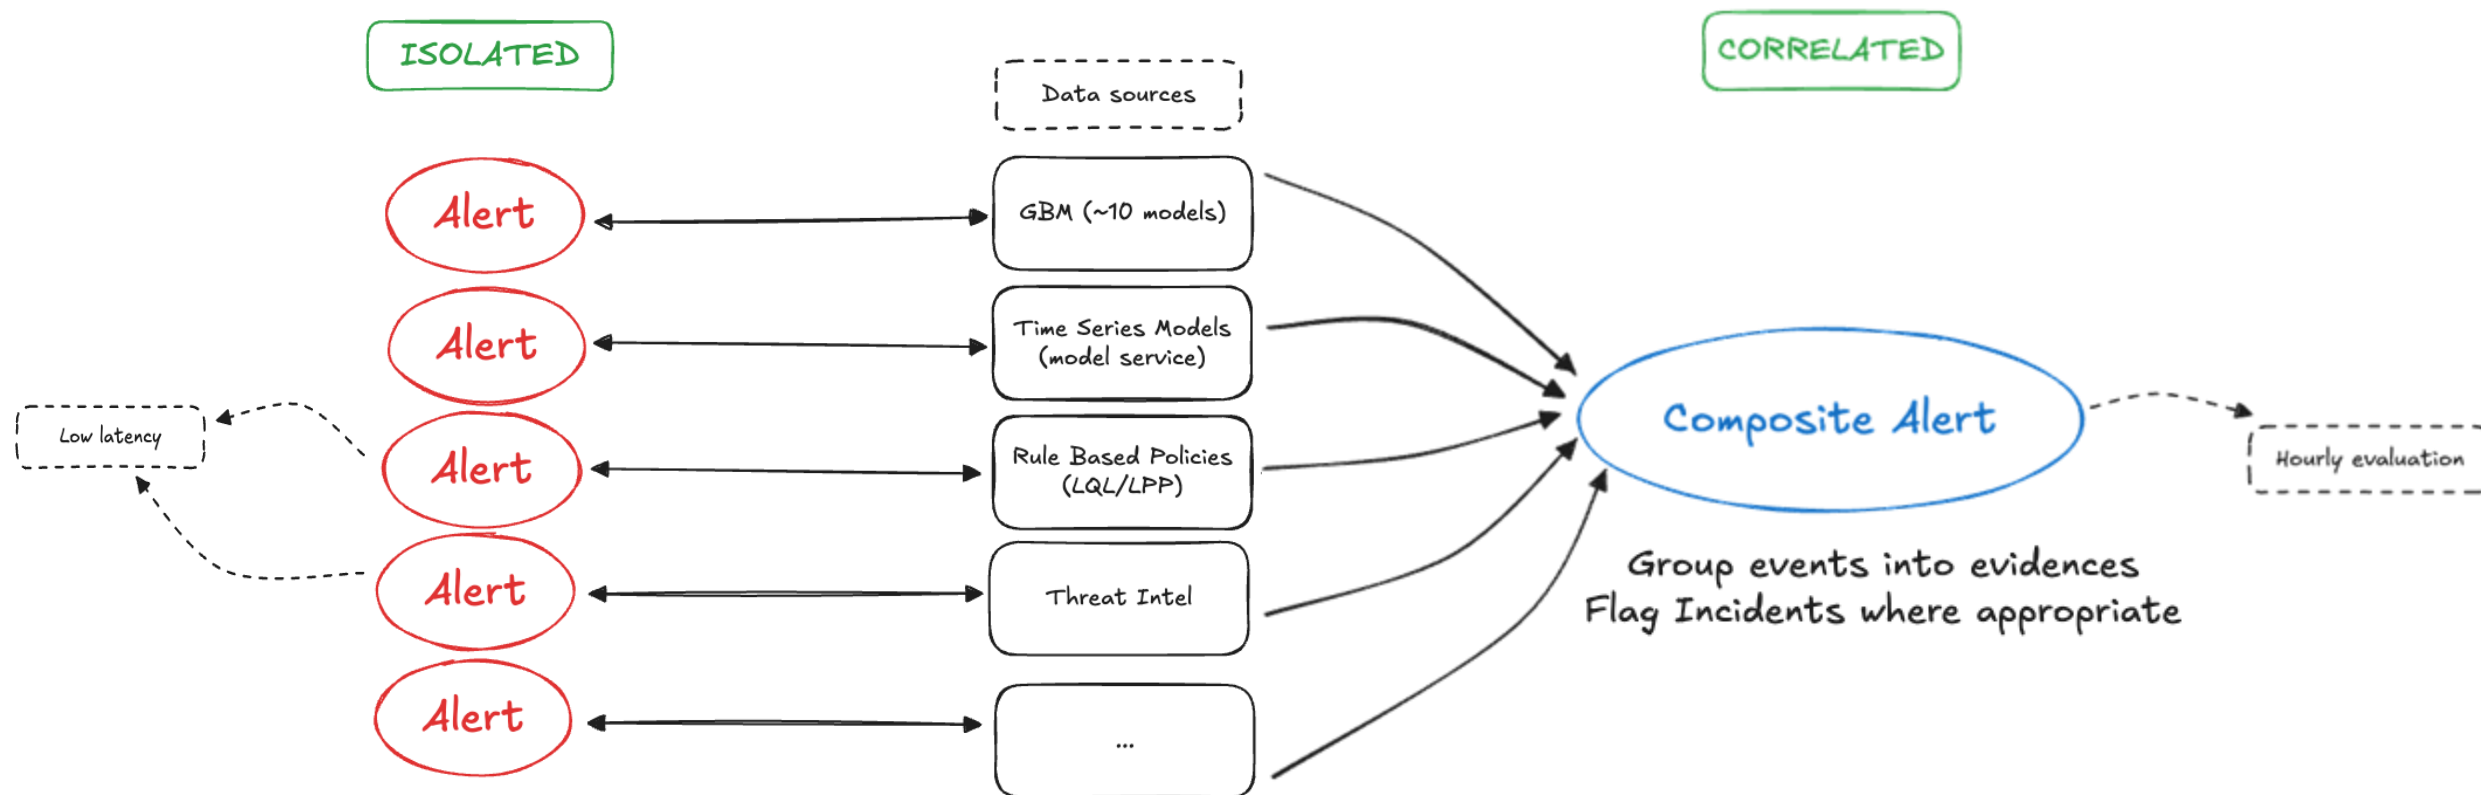 ISOLATED
CORRELATED
Data sources
Alert
GBM (~10 models)
Alert
Time Series Models
(model service)
Low latency
Alert
Rule Based Policies
(LQL/LPP)
Composite Alert
Hourly evaluation
Alert
Threat Intel
Group events into evidences
Flag Incidents where appropriate
Alert
...